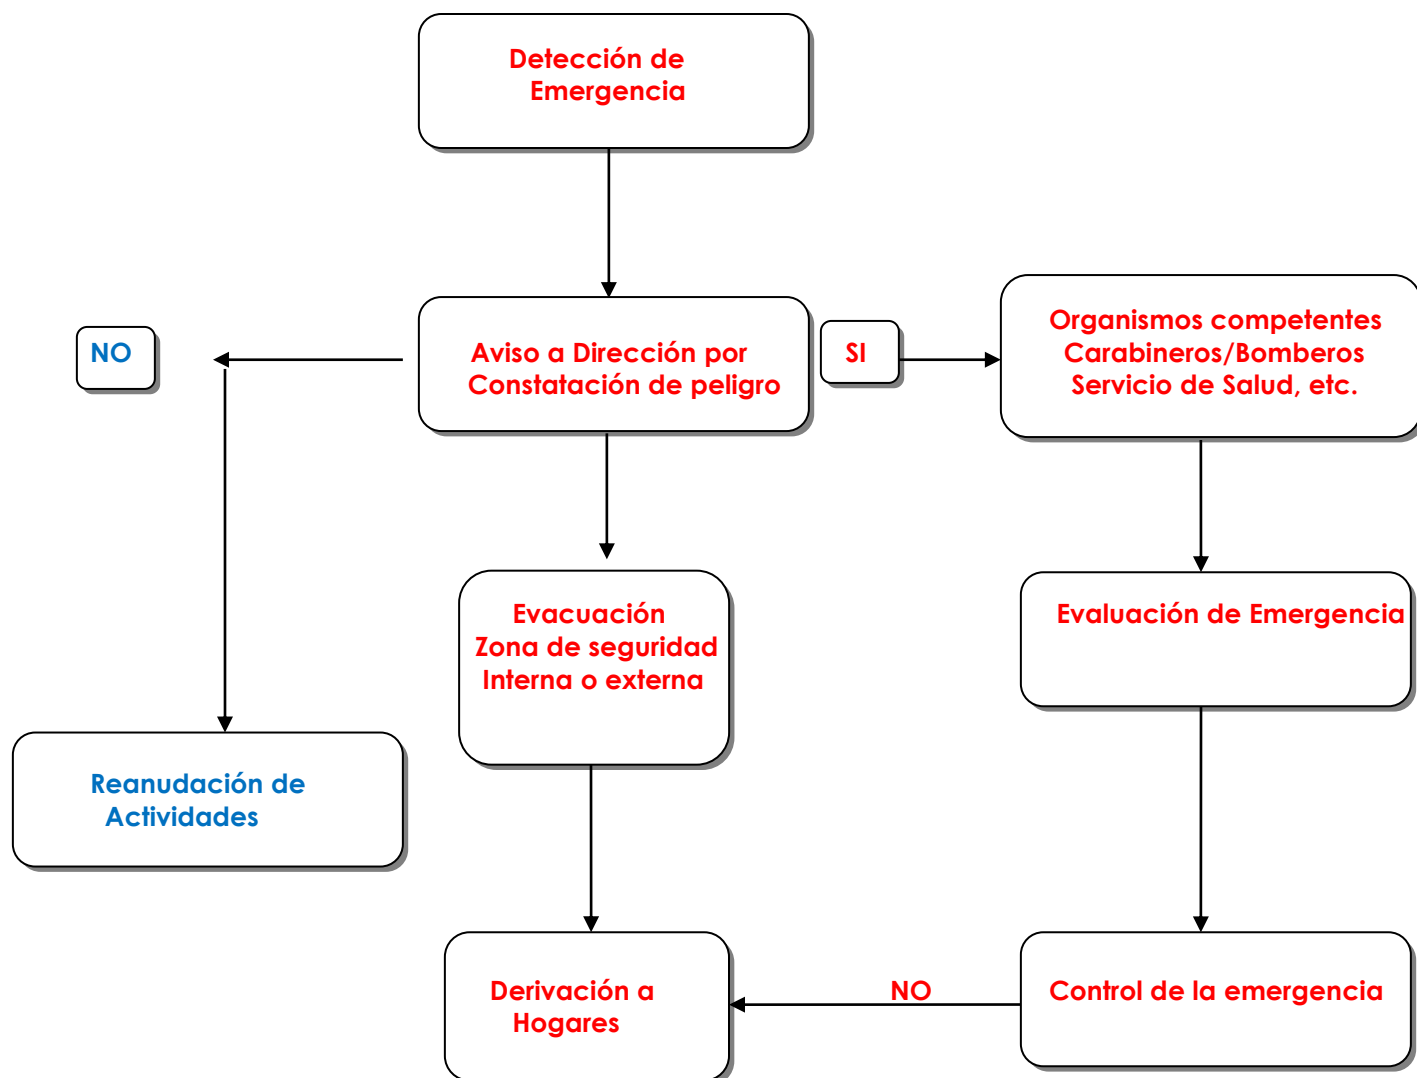 Detección de
Emergencia
NO
Aviso a Dirección por
Constatación de peligro
SI
Organismos competentes
Carabineros/Bomberos
Servicio de Salud, etc.
Evacuación
Zona de seguridad
Interna o externa
Evaluación de Emergencia
Reanudación de
Actividades
Derivación a
Hogares
NO
Control de la emergencia